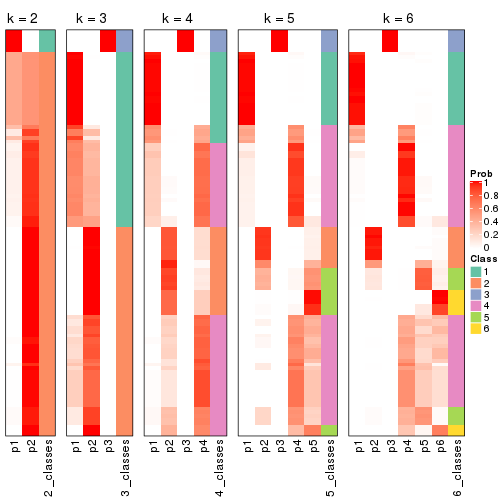 k = 2
k = 3
k = 4
k = 5
k = 6
Prob
1
0.8
0.6
0.4
0.2
0
Class
1
2
3
4
5
6
p1
p2
2_classes
p1
p2
p3
3_classes
p1
p2
p3
p4
4_classes
p1
p2
p3
p4
p5
5_classes
p1
p2
p3
p4
p5
p6
6_classes